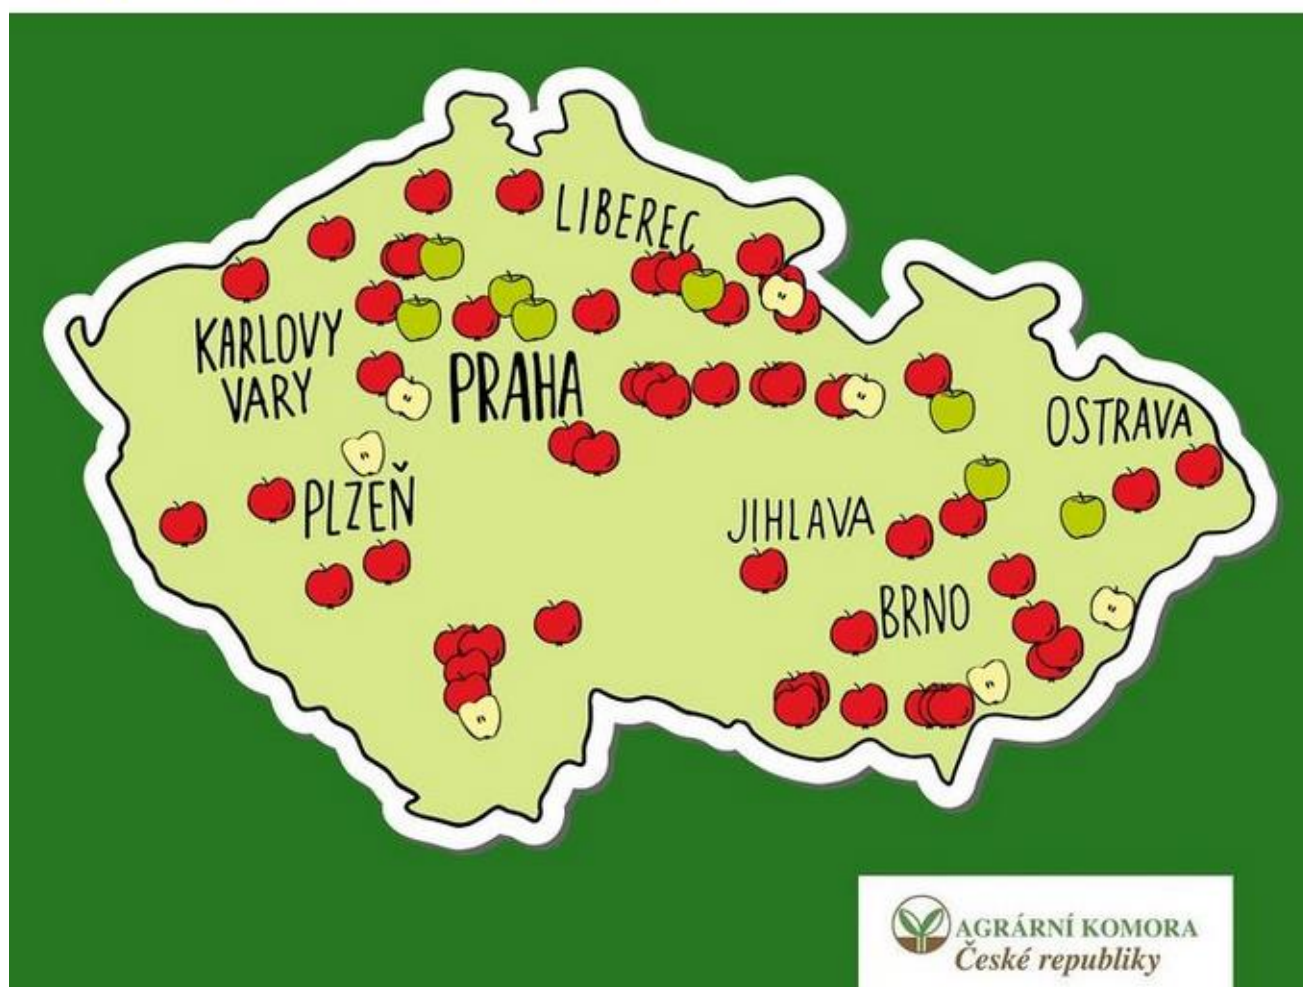 LIBEREC
KARLOVY
VARY
PRAHA
OSTRAVA
PLZEŇ
JIHLAVA
BRNO
AGRÁRNÍ KOMORA
České republiky